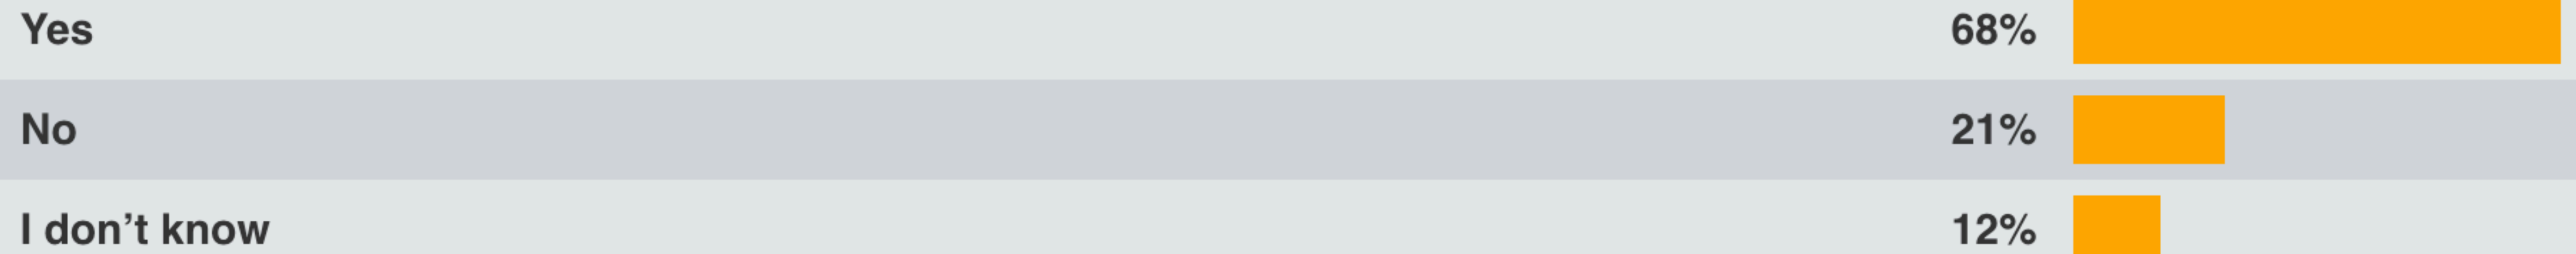 Yes 68%
No 21%
I don’t know 12%